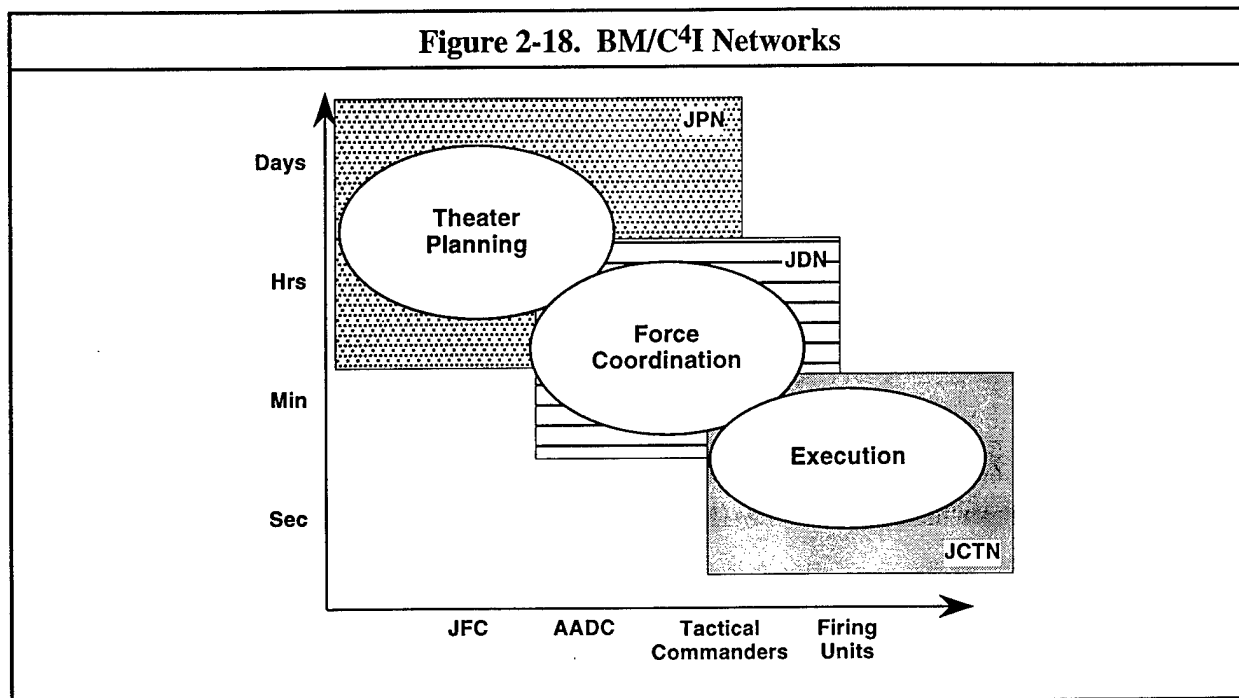 Figure 2-18. BM/C⁴I Networks
JPN
Days
Theater
Planning
JDN
Hrs
Force
Coordination
Min
Execution
Sec
JCTN
JFC
AADC
Tactical
Commanders
Firing
Units